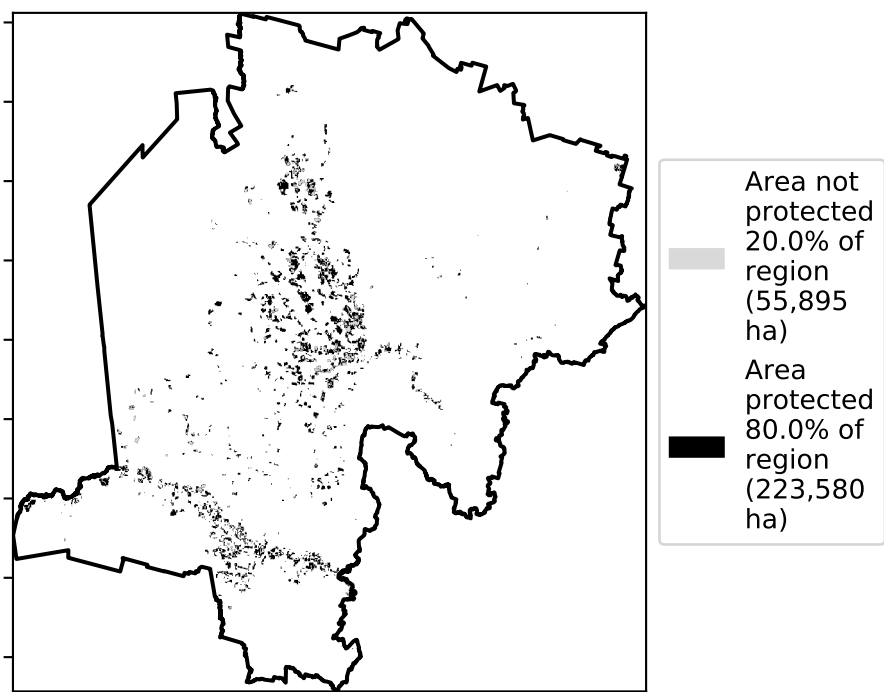 Area not
protected
20.0% of
region
(55,895
ha)
Area
protected
80.0% of
region
(223,580
ha)